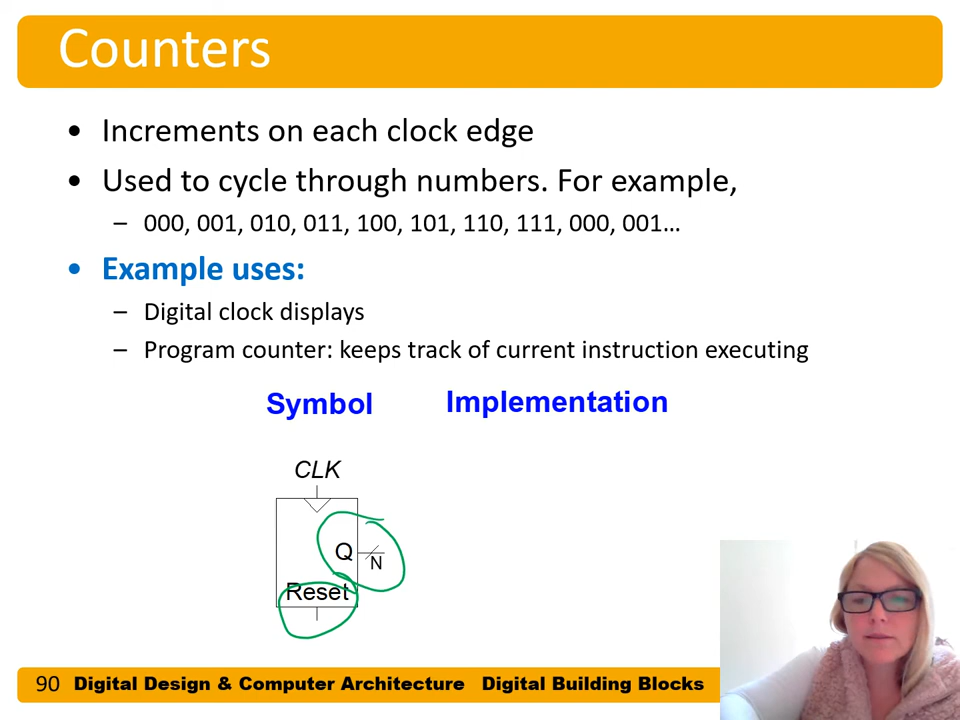 Counters
• Increments on each clock edge
• Used to cycle through numbers. For example,
– 000, 001, 010, 011, 100, 101, 110, 111, 000, 001…
• Example uses:
– Digital clock displays
– Program counter: keeps track of current instruction executing
Symbol Implementation
CLK
Q
N
Reset
90 Digital Design & Computer Architecture Digital Building Blocks